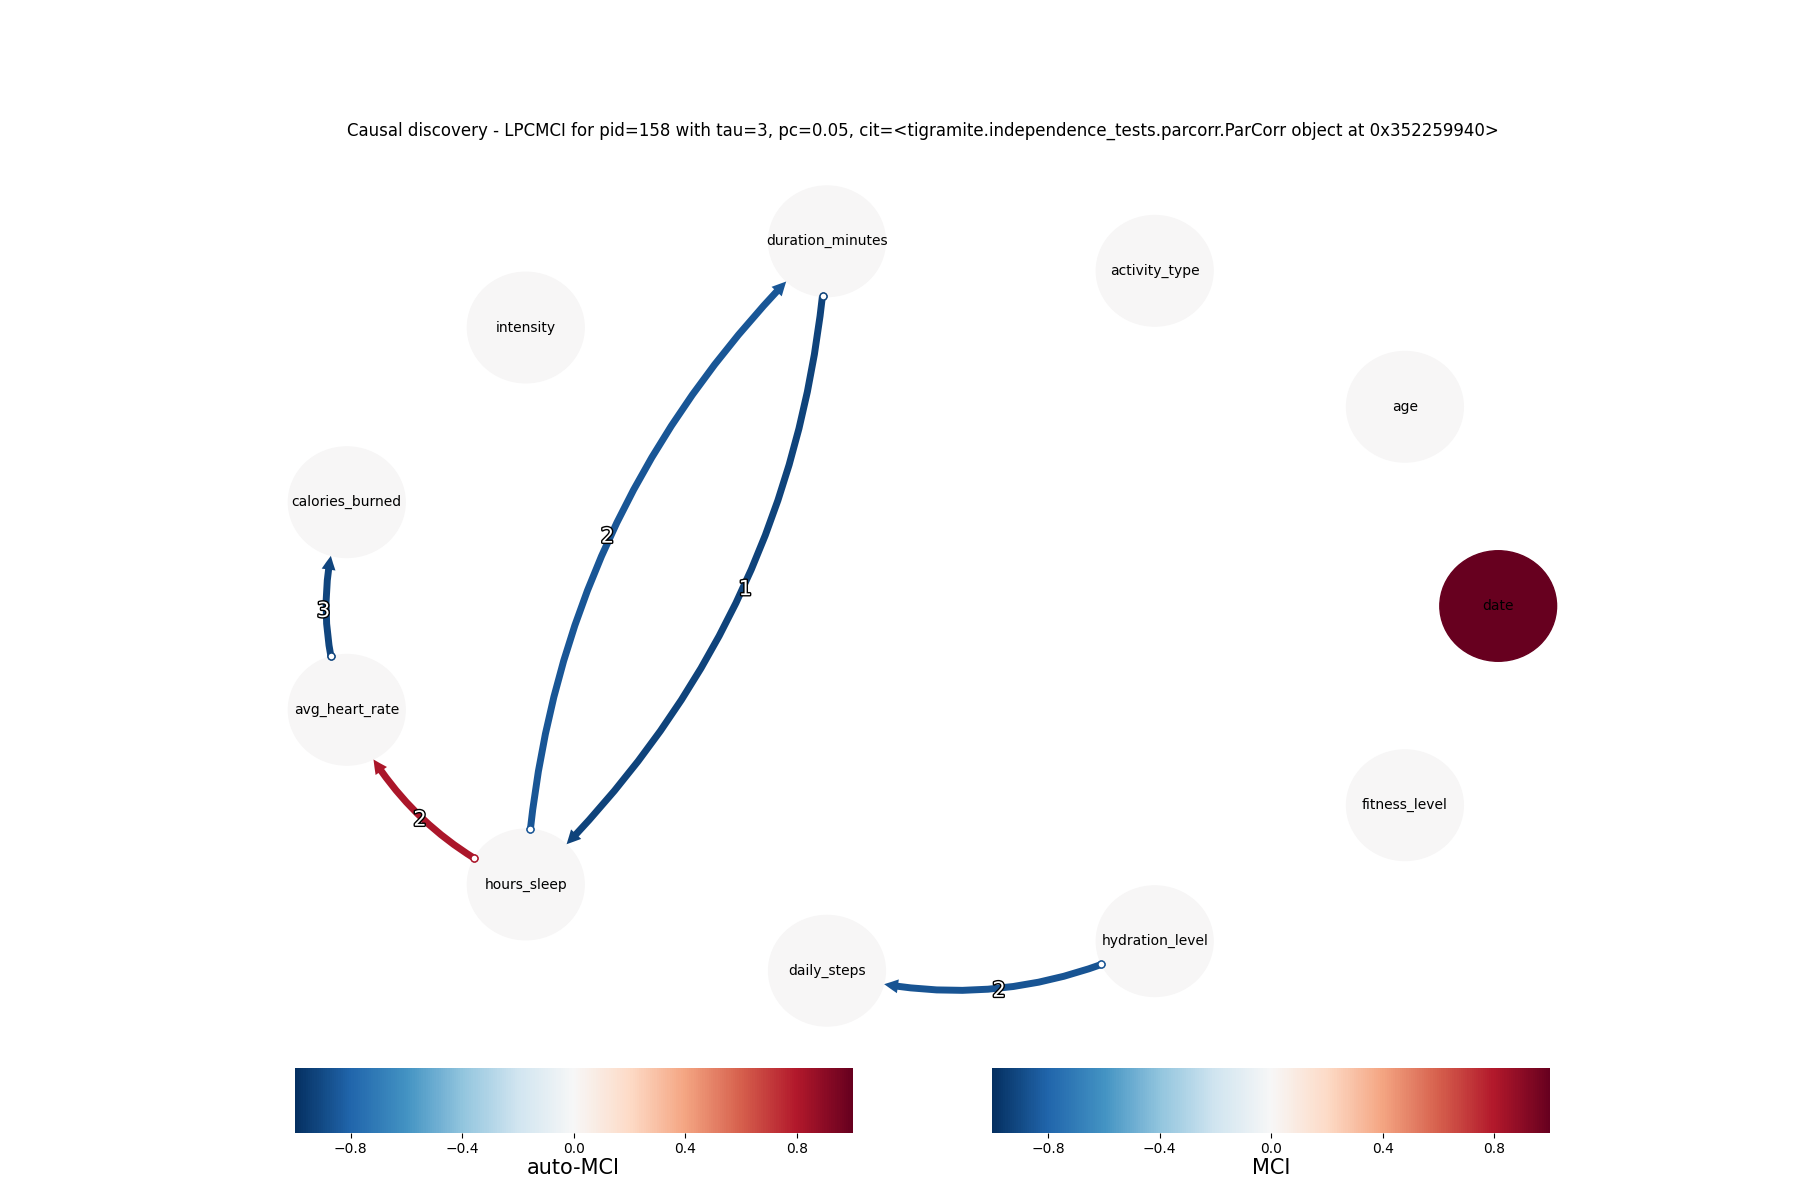 Causal discovery - LPCMCI for pid=158 with tau=3, pc=0.05, cit=<tigramite.independence_tests.parcorr.ParCorr object at 0x352259940>
duration_minutes
activity_type
intensity
age
calories_burned
2
1
date
3
avg_heart_rate
2
fitness_level
hours_sleep
hydration_level
daily_steps
2
−0.8 −0.4 0.0 0.4 0.8
auto-MCI
−0.8 −0.4 0.0 0.4 0.8
MCI